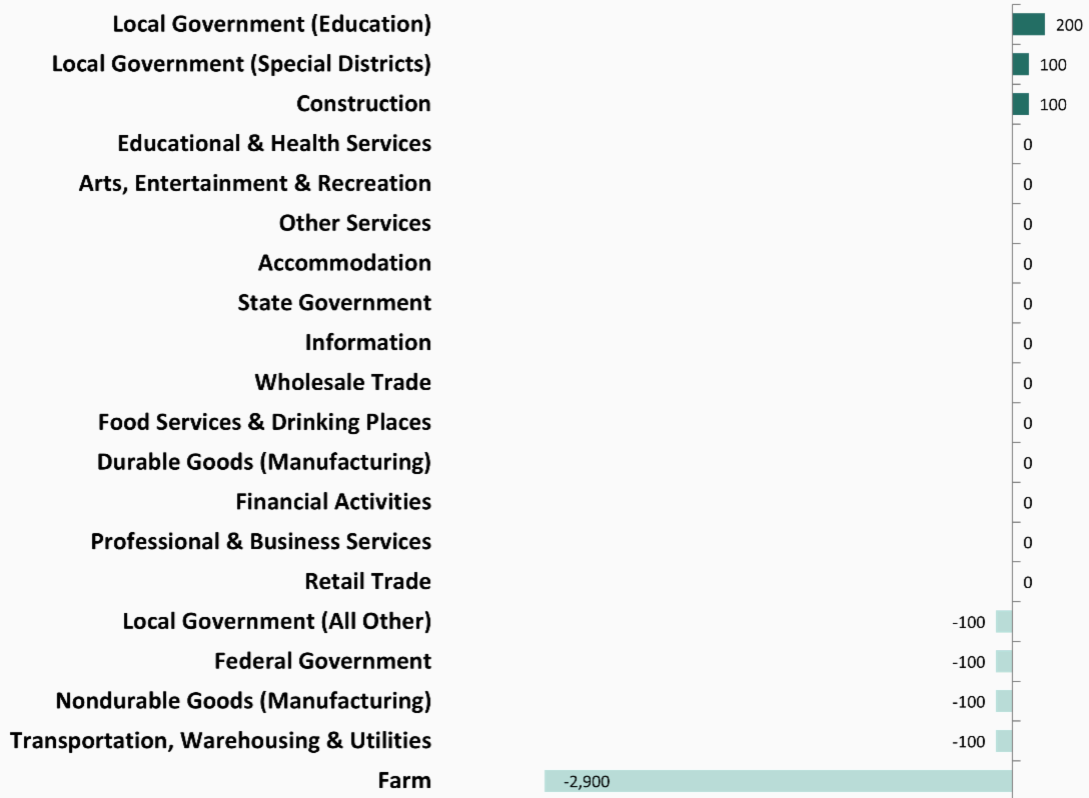 Local Government (Education) 200
Local Government (Special Districts) 100
Construction 100
Educational & Health Services 0
Arts, Entertainment & Recreation 0
Other Services 0
Accommodation 0
State Government 0
Information 0
Wholesale Trade 0
Food Services & Drinking Places 0
Durable Goods (Manufacturing) 0
Financial Activities 0
Professional & Business Services 0
Retail Trade 0
Local Government (All Other) -100
Federal Government -100
Nondurable Goods (Manufacturing) -100
Transportation, Warehousing & Utilities -100
Farm -2,900